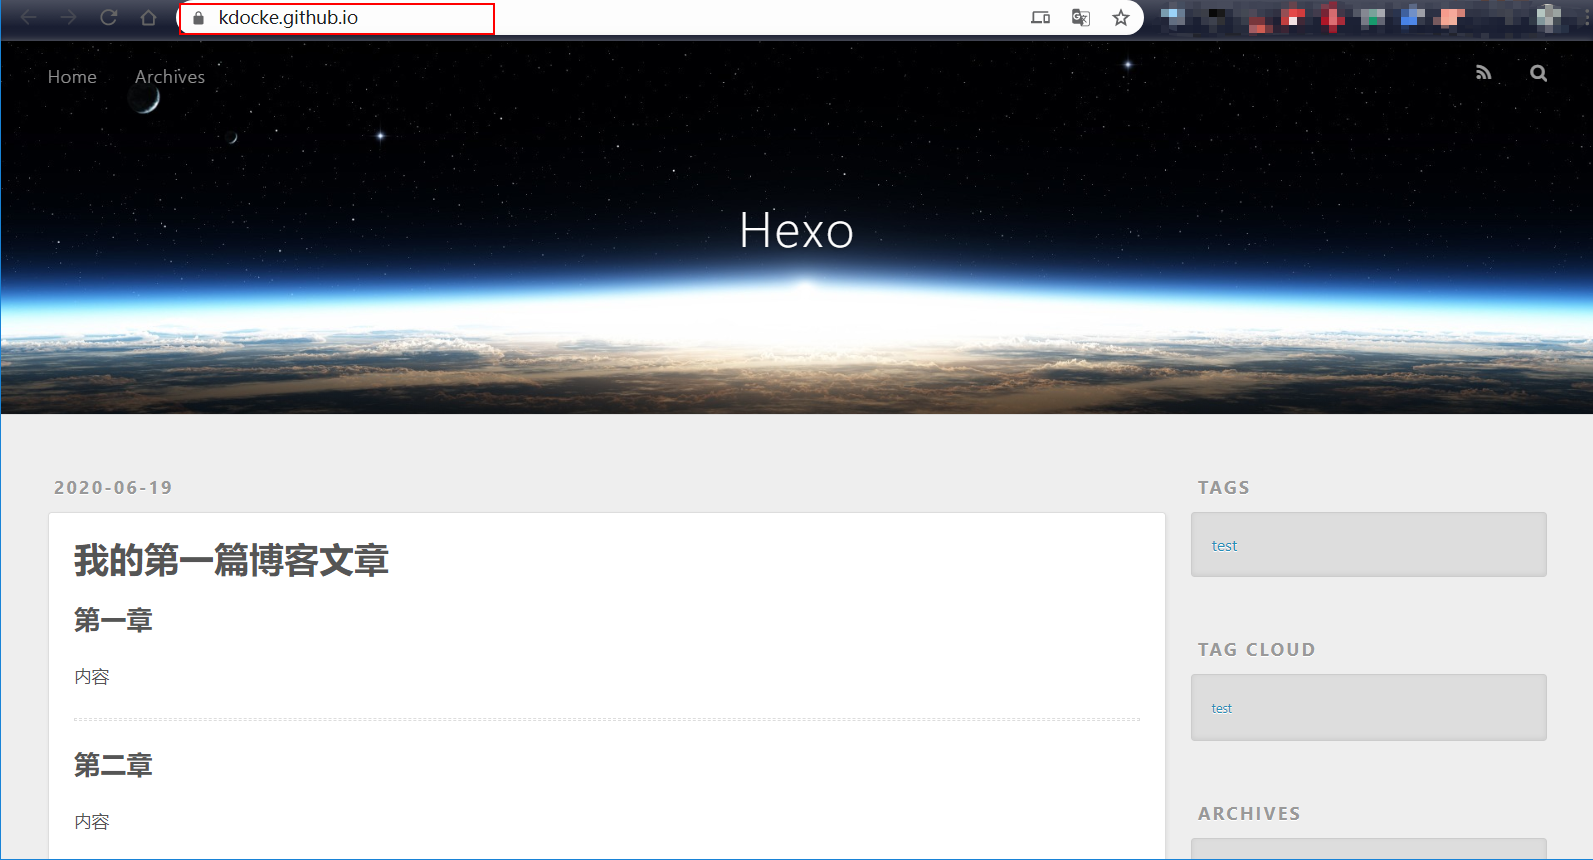 kdocke.github.io
Home
Archives
Hexo
2020-06-19
我的第一篇博客文章
第一章
内容
第二章
内容
TAGS
test
TAG CLOUD
test
ARCHIVES